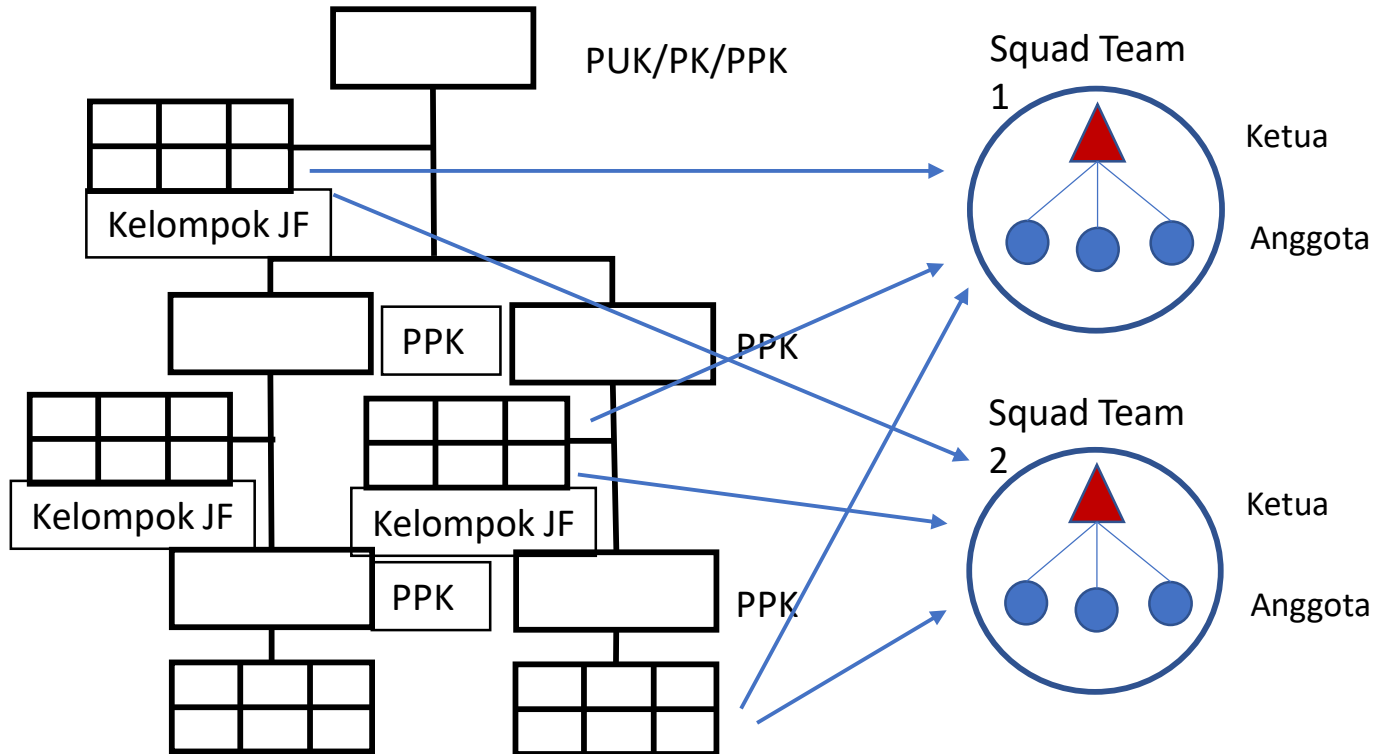 PUK/PK/PPK
Squad Team
1
Ketua
Anggota
Kelompok JF
PPK
PPK
Squad Team
2
Ketua
Anggota
Kelompok JF
Kelompok JF
PPK
PPK